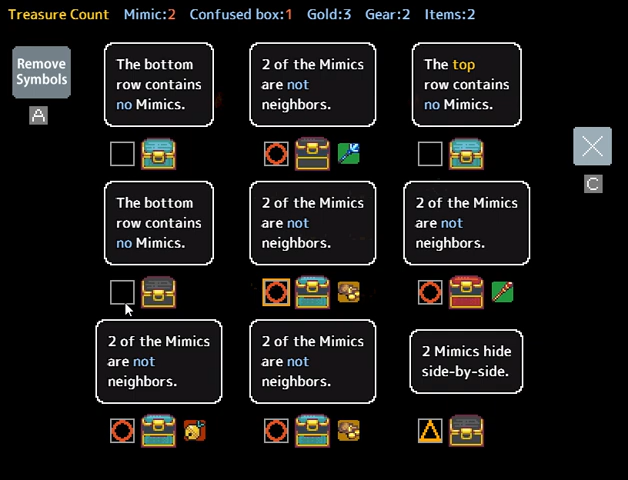 Treasure Count Mimic:2 Confused box:1 Gold:3 Gear:2 Items:2
Remove
Symbols
A
The bottom
row contains
no Mimics.
2 of the Mimics
are not
neighbors.
The top
row contains
no Mimics.
C
The bottom
row contains
no Mimics.
2 of the Mimics
are not
neighbors.
2 of the Mimics
are not
neighbors.
2 of the Mimics
are not
neighbors.
2 of the Mimics
are not
neighbors.
2 Mimics hide
side-by-side.